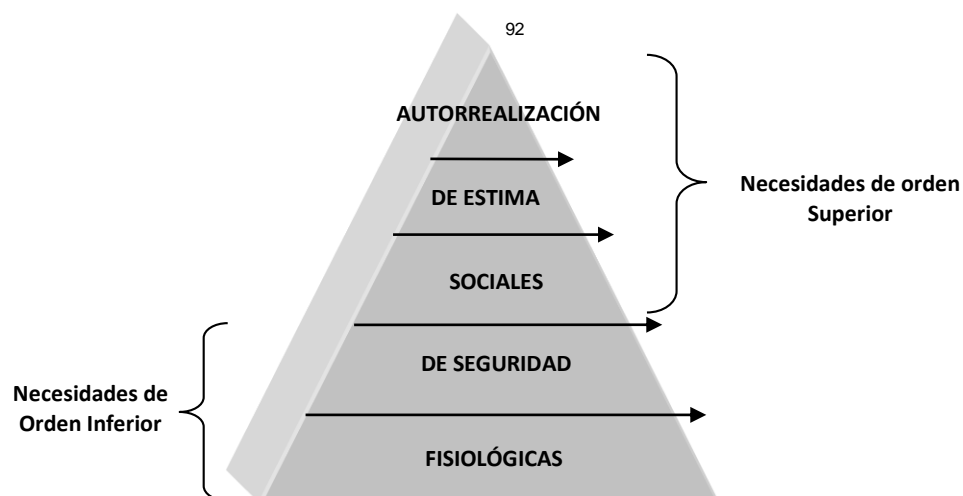 92
AUTORREALIZACIÓN
DE ESTIMA
Necesidades de orden
Superior
SOCIALES
DE SEGURIDAD
Necesidades de
Orden Inferior
FISIOLÓGICAS